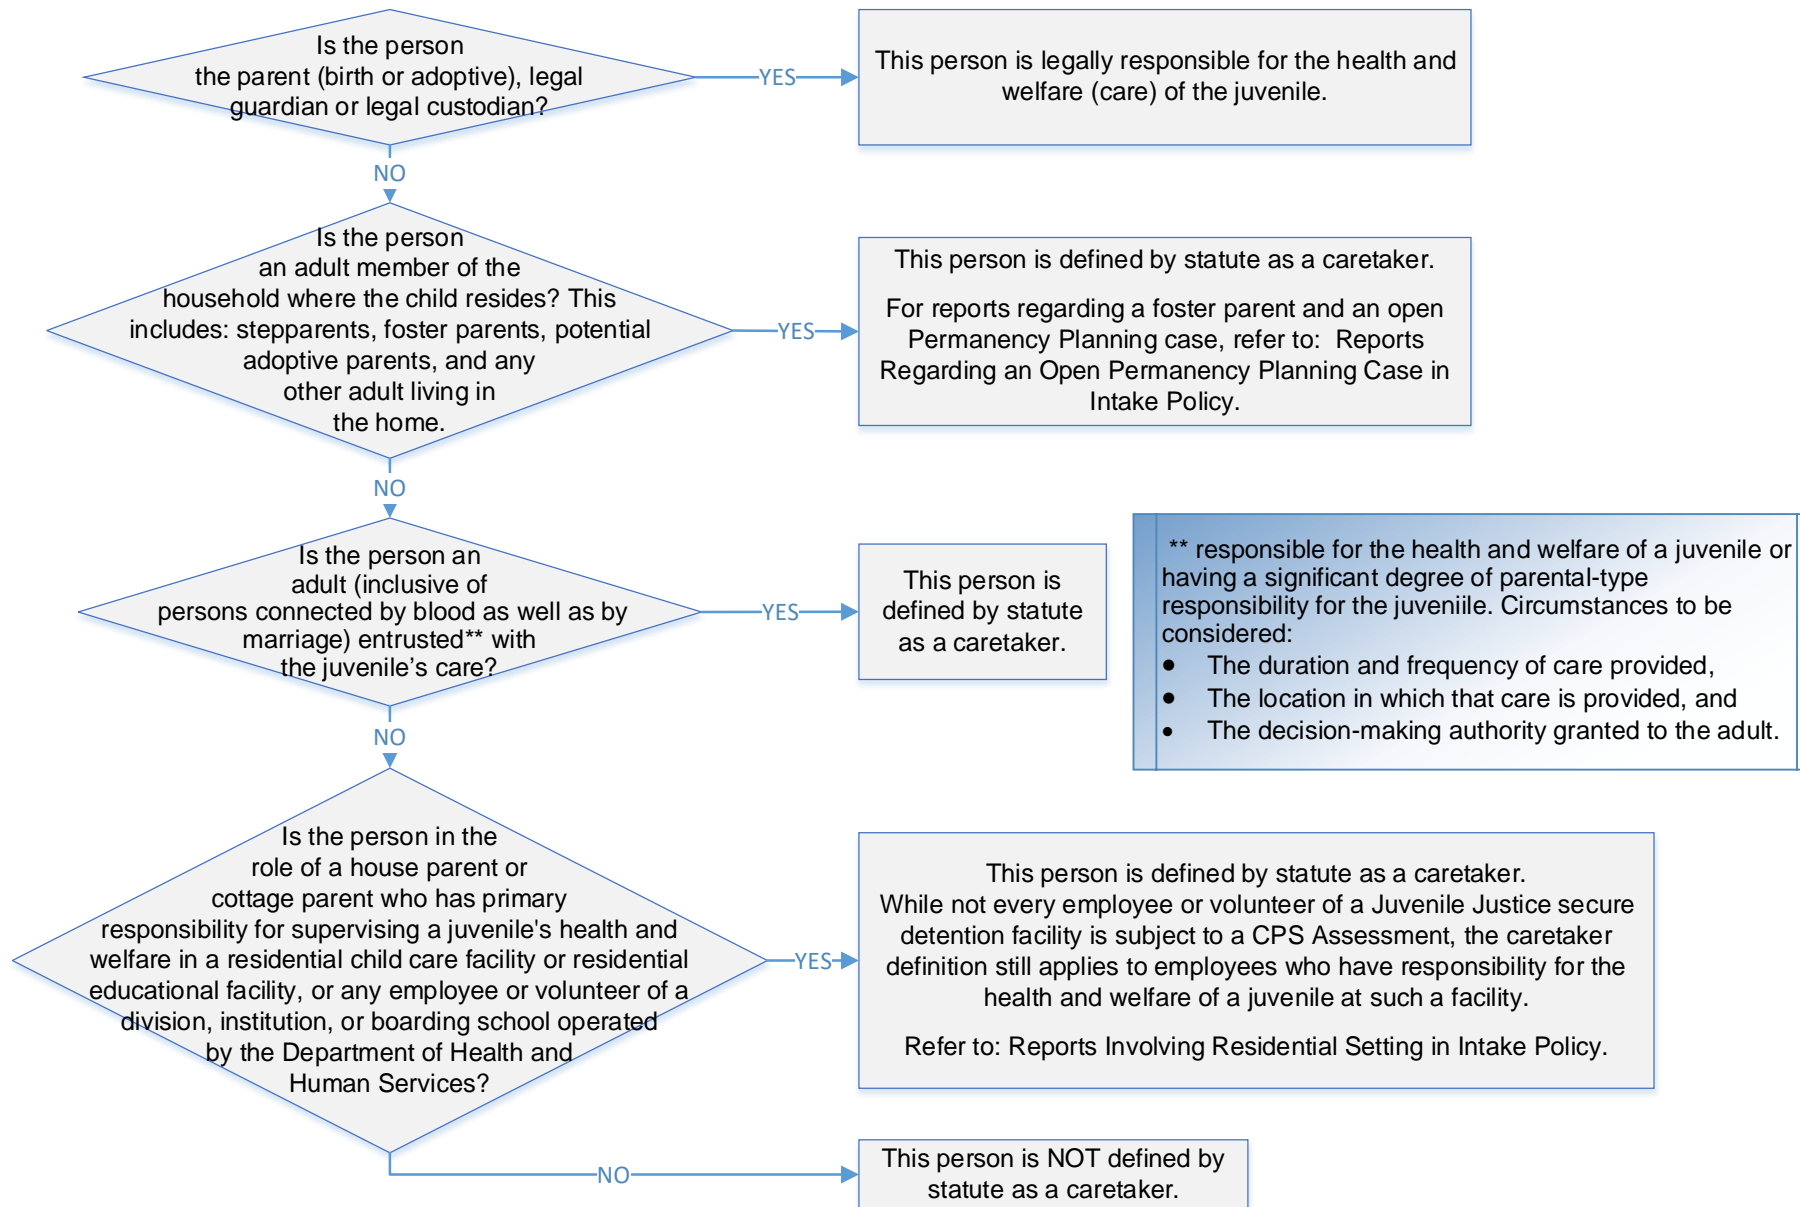 Is the person
the parent (birth or adoptive), legal
guardian or legal custodian?
YES
This person is legally responsible for the health and
welfare (care) of the juvenile.
NO
Is the person
an adult member of the
household where the child resides? This
includes: stepparents, foster parents, potential
adoptive parents, and any
other adult living in
the home.
YES
This person is defined by statute as a caretaker.
For reports regarding a foster parent and an open
Permanency Planning case, refer to:  Reports
Regarding an Open Permanency Planning Case in
Intake Policy.
NO
Is the person an
adult (inclusive of
persons connected by blood as well as by
marriage) entrusted** with
the juvenile’s care?
YES
This person is
defined by statute
as a caretaker.
** responsible for the health and welfare of a juvenile or
having a significant degree of parental-type
responsibility for the juveniile. Circumstances to be
considered:
• The duration and frequency of care provided,
• The location in which that care is provided, and
• The decision-making authority granted to the adult.
NO
Is the person in the
role of a house parent or
cottage parent who has primary
responsibility for supervising a juvenile's health and
welfare in a residential child care facility or residential
educational facility, or any employee or volunteer of a
division, institution, or boarding school operated
by the Department of Health and
Human Services?
YES
This person is defined by statute as a caretaker.
While not every employee or volunteer of a Juvenile Justice secure
detention facility is subject to a CPS Assessment, the caretaker
definition still applies to employees who have responsibility for the
health and welfare of a juvenile at such a facility.
Refer to: Reports Involving Residential Setting in Intake Policy.
NO
This person is NOT defined by
statute as a caretaker.